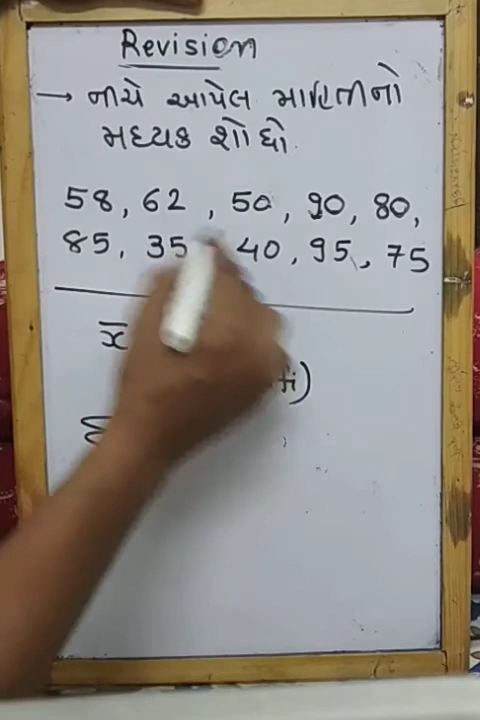 Revision
→ નીચે આપેલ માહિતીનો
મધ્યક શોધો.
58, 62, 50, 90, 80,
85, 35, 40, 95, 75
x̄